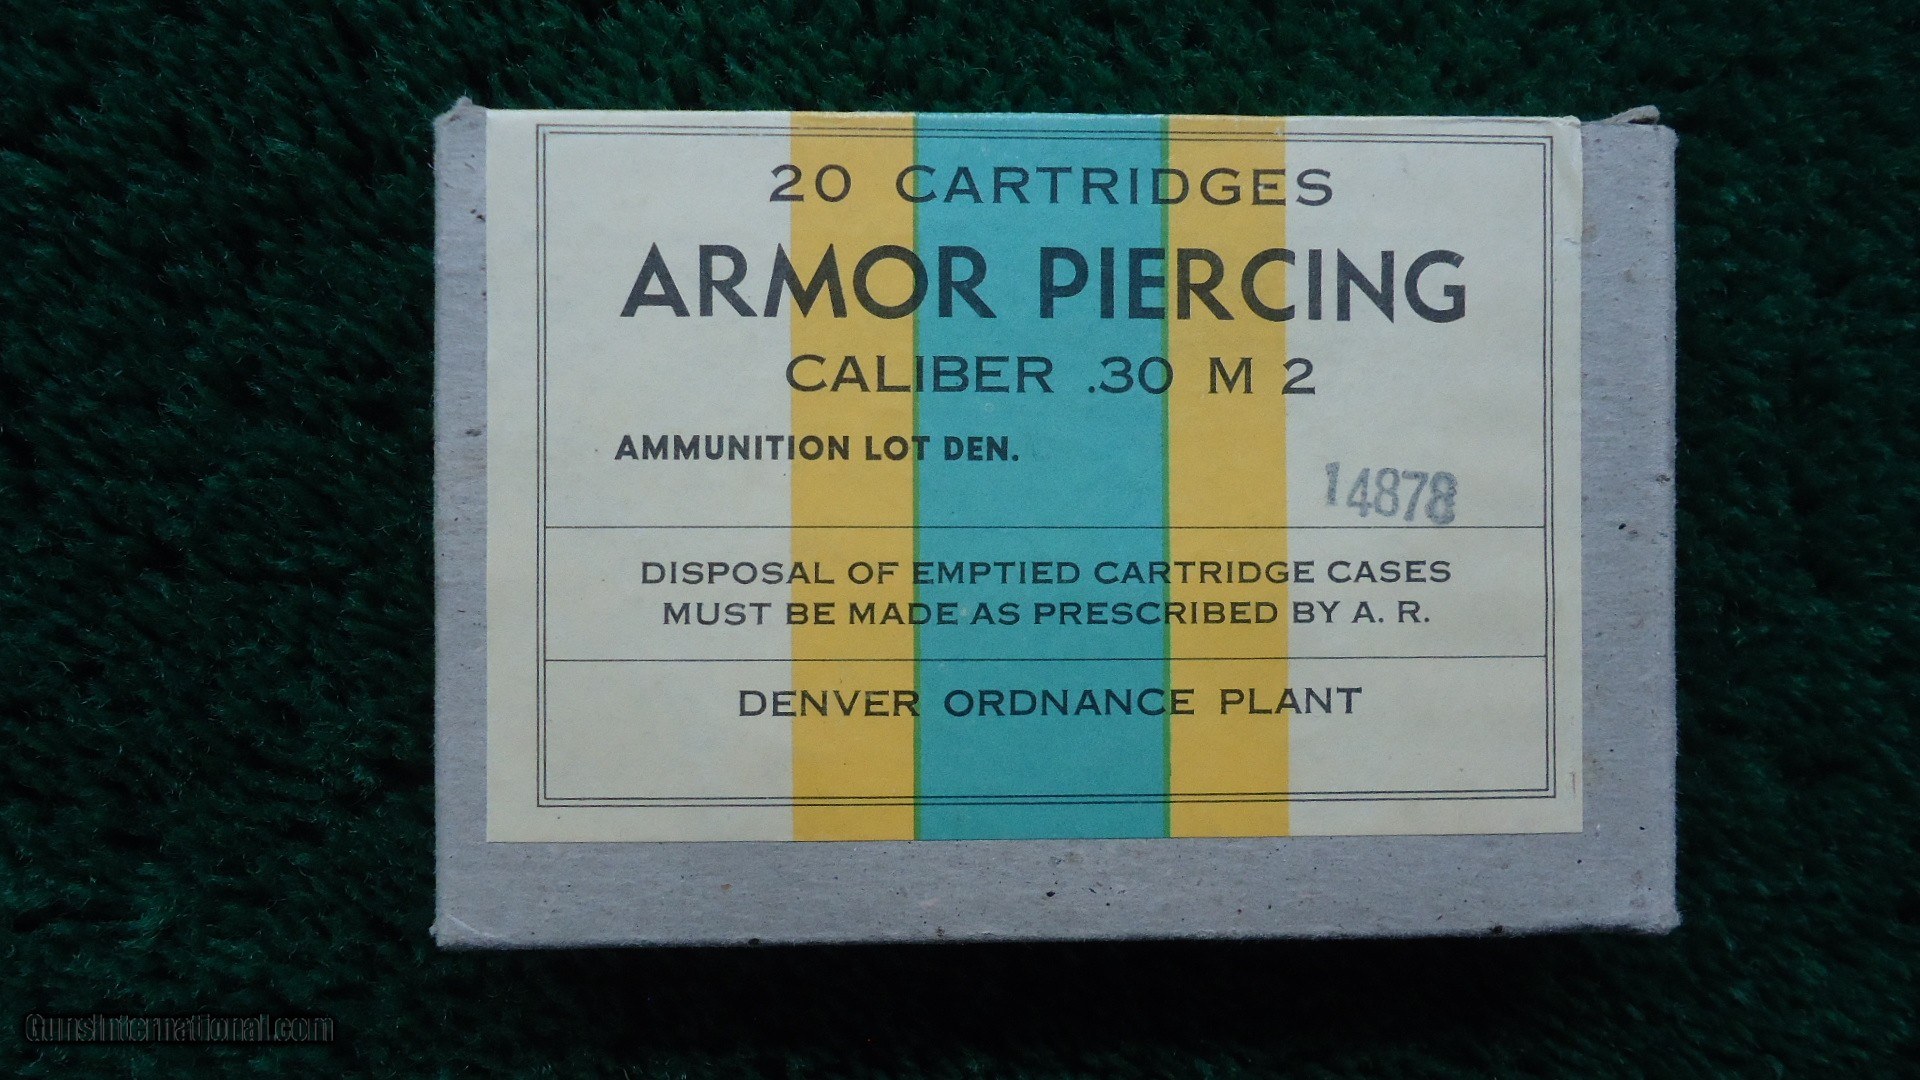 20 CARTRIDGES
ARMOR PIERCING
CALIBER .30 M 2
AMMUNITION LOT DEN.
14878
DISPOSAL OF EMPTIED CARTRIDGE CASES
MUST BE MADE AS PRESCRIBED BY A. R.
DENVER ORDNANCE PLANT
GunsInternational.com